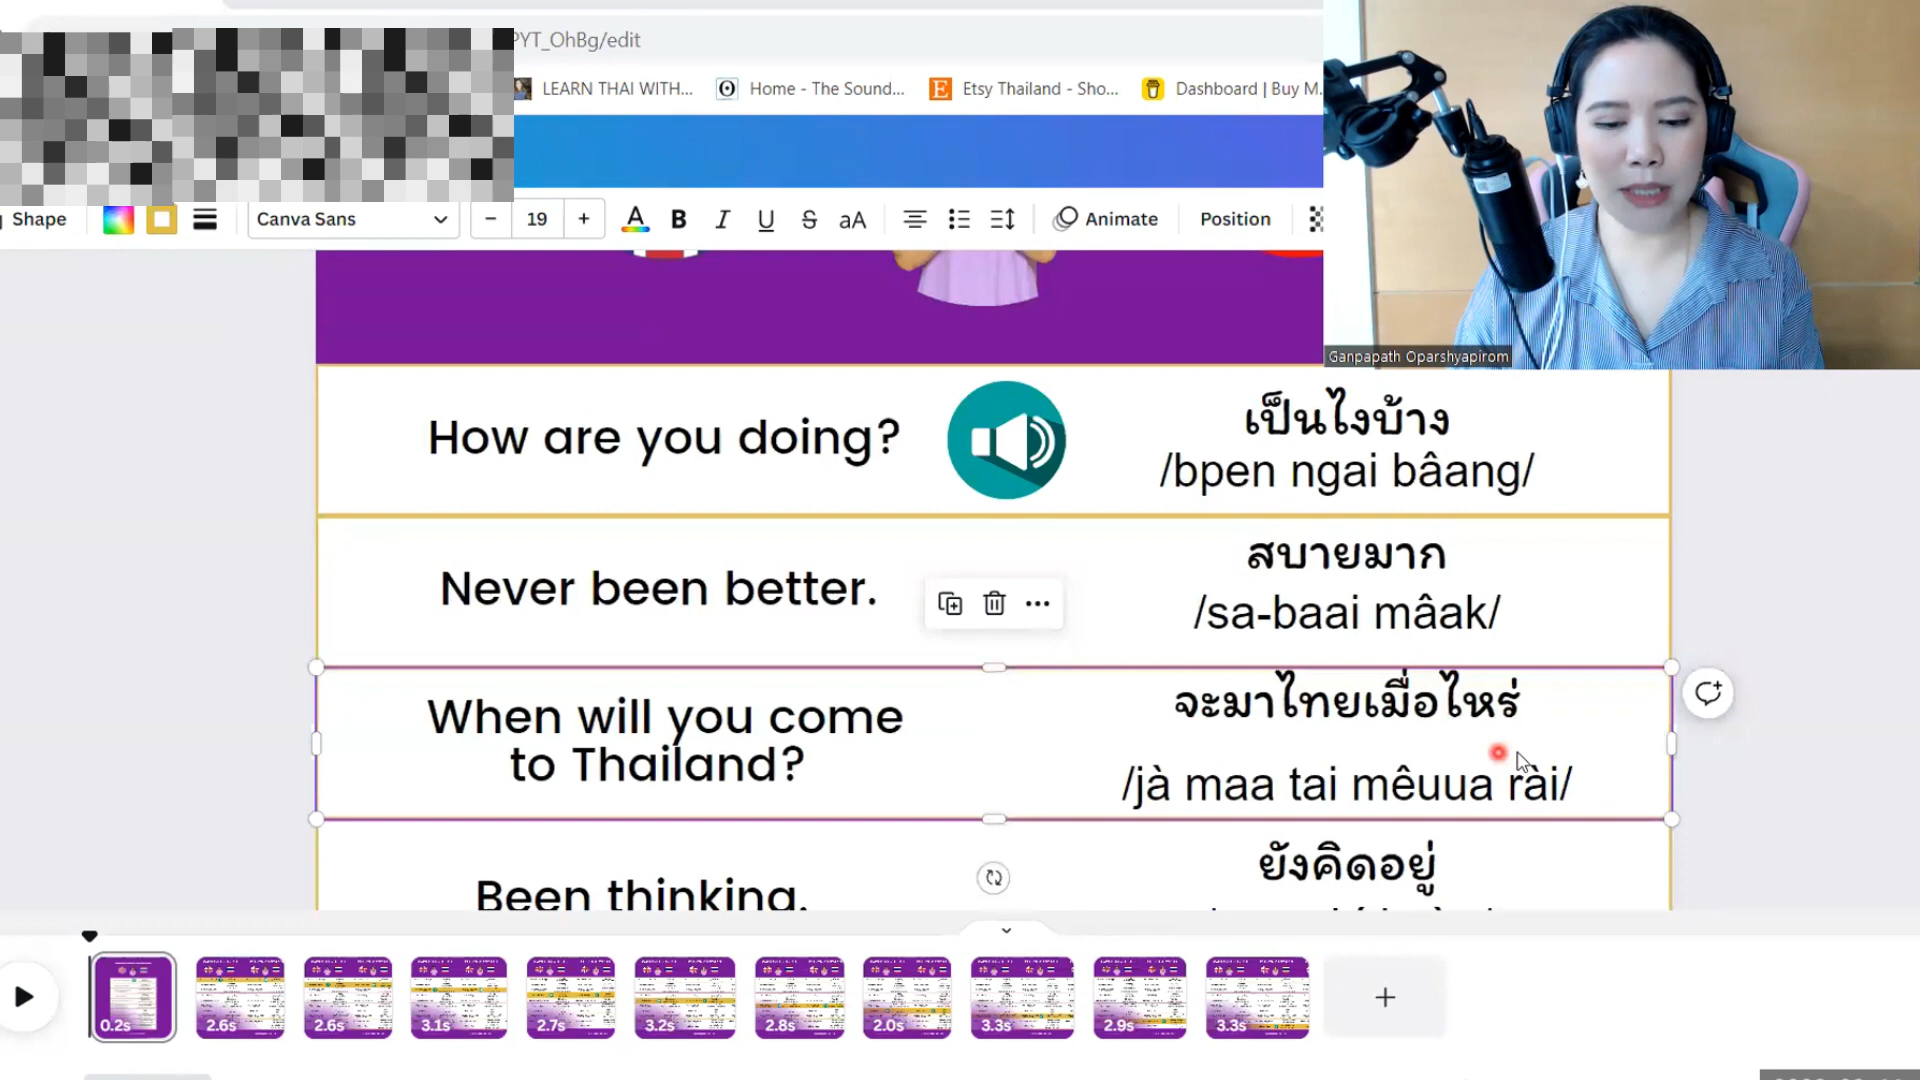 PYT_OhBg/edit
LEARN THAI WITH... Home - The Sound... Etsy Thailand - Sho... Dashboard | Buy M...
Shape Canva Sans − 19 + A B I U S aA Animate Position
Ganpapath Oparshyapirom
How are you doing?
เป็นไงบ้าง
/bpen ngai bâang/
Never been better.
สบายมาก
/sa-baai mâak/
When will you come
to Thailand?
จะมาไทยเมื่อไหร่
/jà maa tai mêuua rài/
Been thinking.
ยังคิดอยู่
0.2s 2.6s 2.6s 3.1s 2.7s 3.2s 2.8s 2.0s 3.3s 2.9s 3.3s